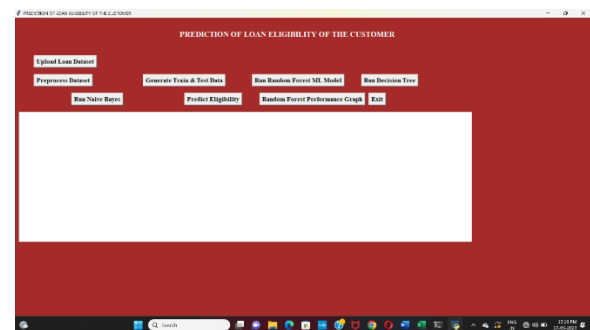 PREDICTION OF LOAN ELIGIBILITY OF THE CUSTOMER
PREDICTION OF LOAN ELIGIBILITY OF THE CUSTOMER
Upload Loan Dataset
Preprocess Dataset Generate Train & Test Data Run Random Forest ML Model Run Decision Tree
Run Naive Bayes Predict Eligibility Random Forest Performance Graph Exit
Search ENG
IN